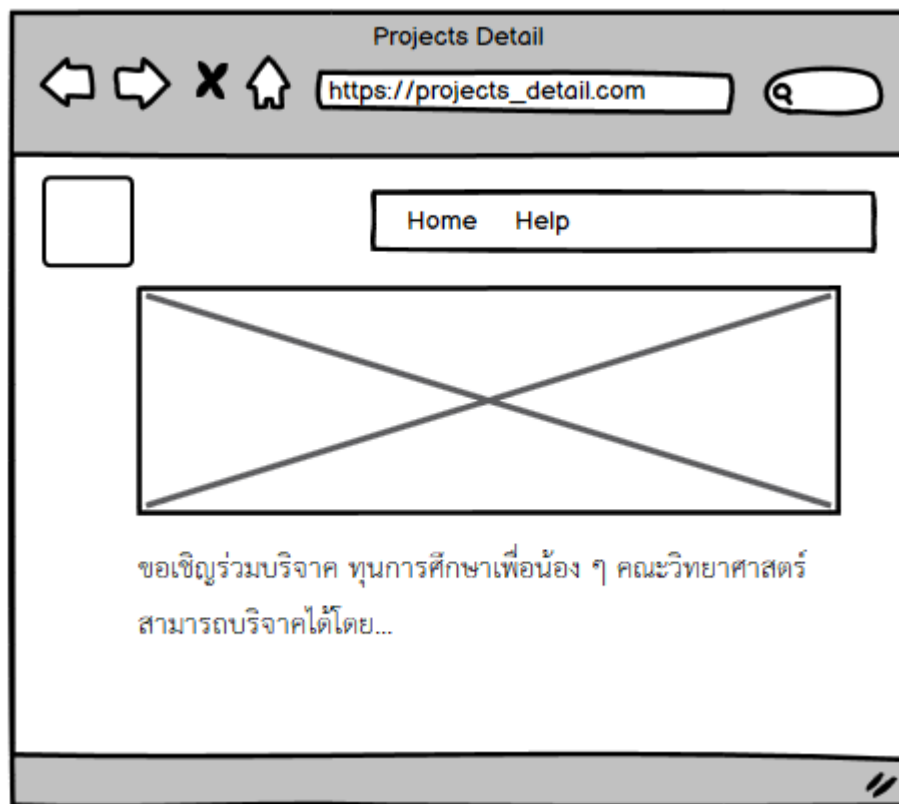 Projects Detail
https://projects_detail.com
Home Help
ขอเชิญร่วมบริจาค ทุนการศึกษาเพื่อน้อง ๆ คณะวิทยาศาสตร์
สามารถบริจาคได้โดย...